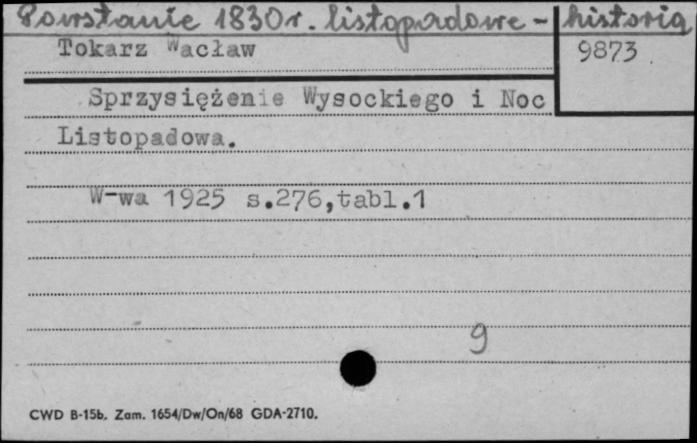 Powstanie 1830r. listopadowe - historia
Tokarz Wacław
9873
Sprzysiężenie Wysockiego i Noc
Listopadowa.
W-wa 1925 s.276,tabl.1
9
CWD B-15b. Zam. 1654/Dw/On/68 GDA-2710.